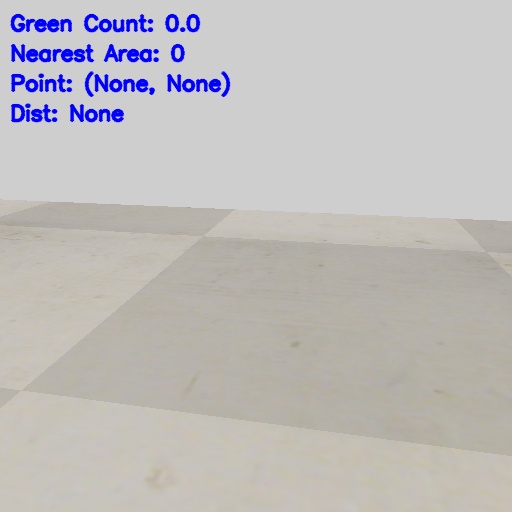 Green Count: 0.0
Nearest Area: 0
Point: (None, None)
Dist: None